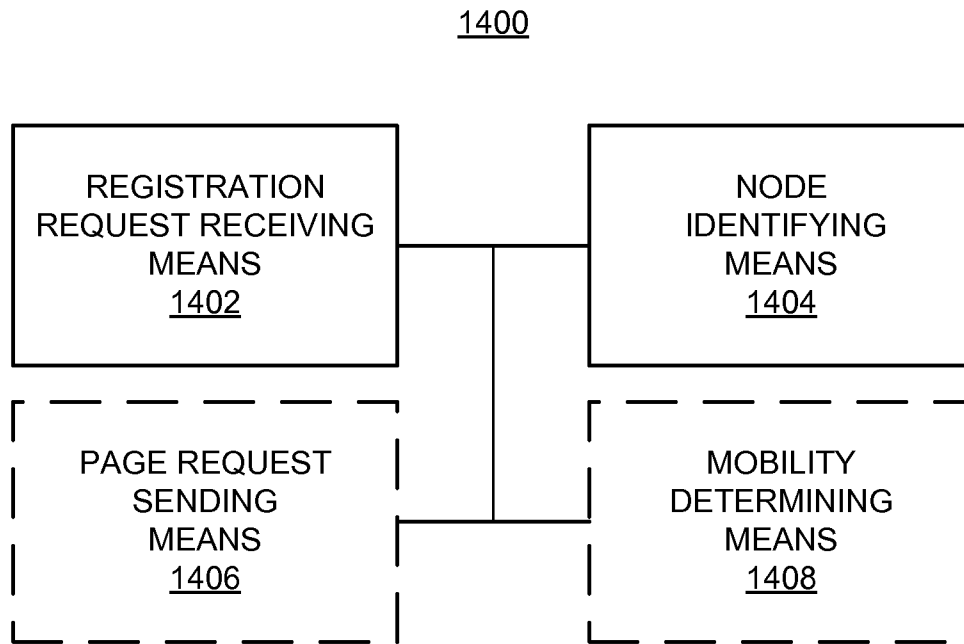 1400
REGISTRATION
REQUEST RECEIVING
MEANS
1402
NODE
IDENTIFYING
MEANS
1404
PAGE REQUEST
SENDING
MEANS
1406
MOBILITY
DETERMINING
MEANS
1408